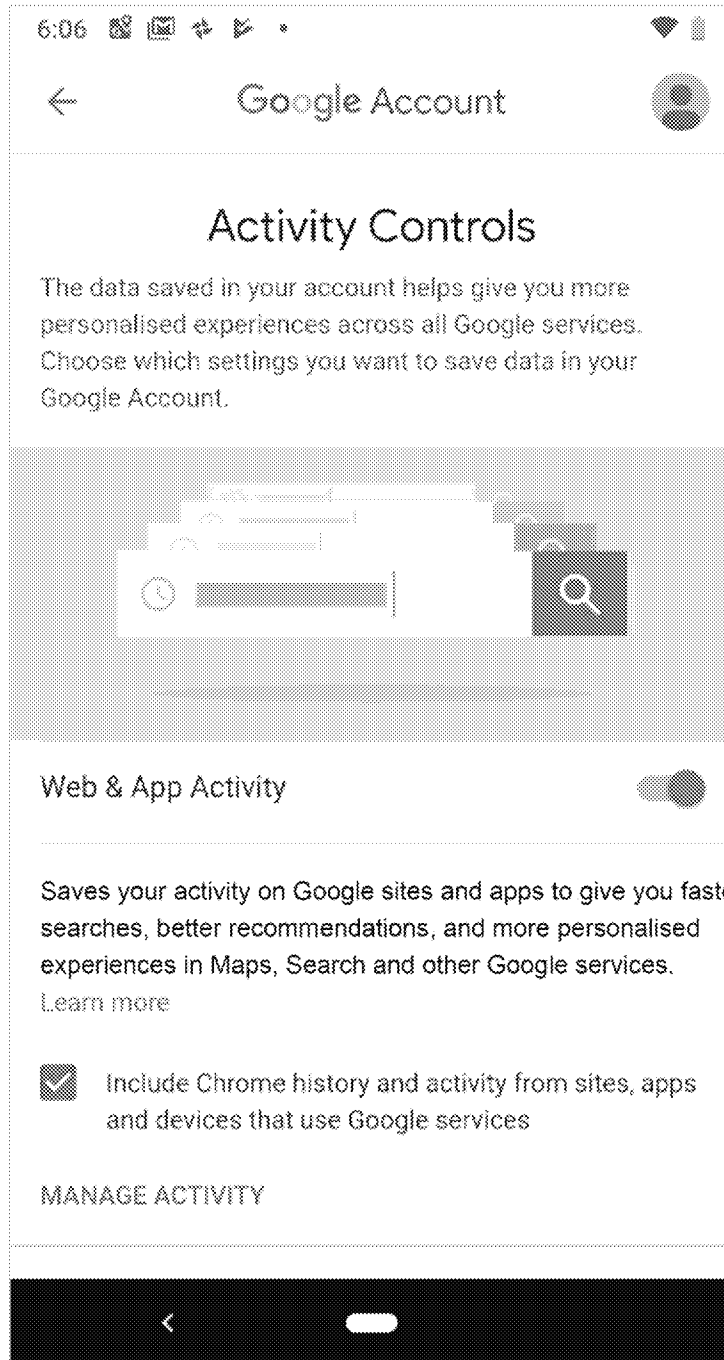 6:06
Google Account
Activity Controls
The data saved in your account helps give you more
personalised experiences across all Google services.
Choose which settings you want to save data in your
Google Account.
Web & App Activity
Saves your activity on Google sites and apps to give you faste
searches, better recommendations, and more personalised
experiences in Maps, Search and other Google services.
Learn more
Include Chrome history and activity from sites, apps
and devices that use Google services
MANAGE ACTIVITY